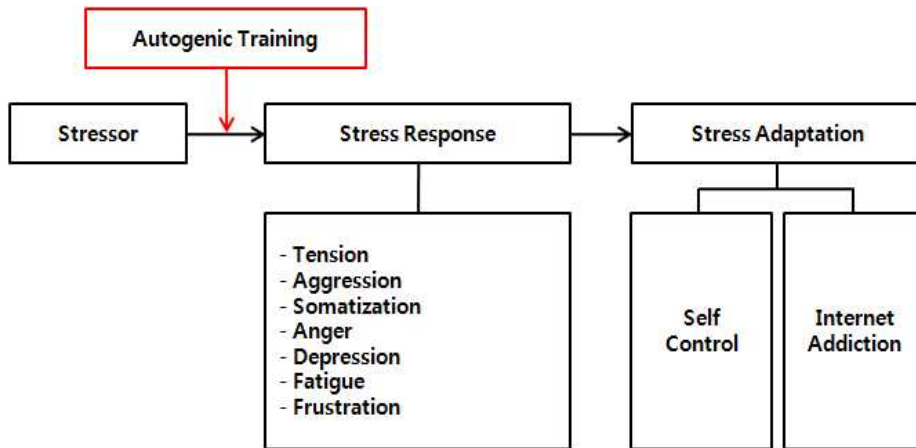 Autogenic Training
Stressor
Stress Response
Stress Adaptation
- Tension
- Aggression
- Somatization
- Anger
- Depression
- Fatigue
- Frustration
Self
Control
Internet
Addiction